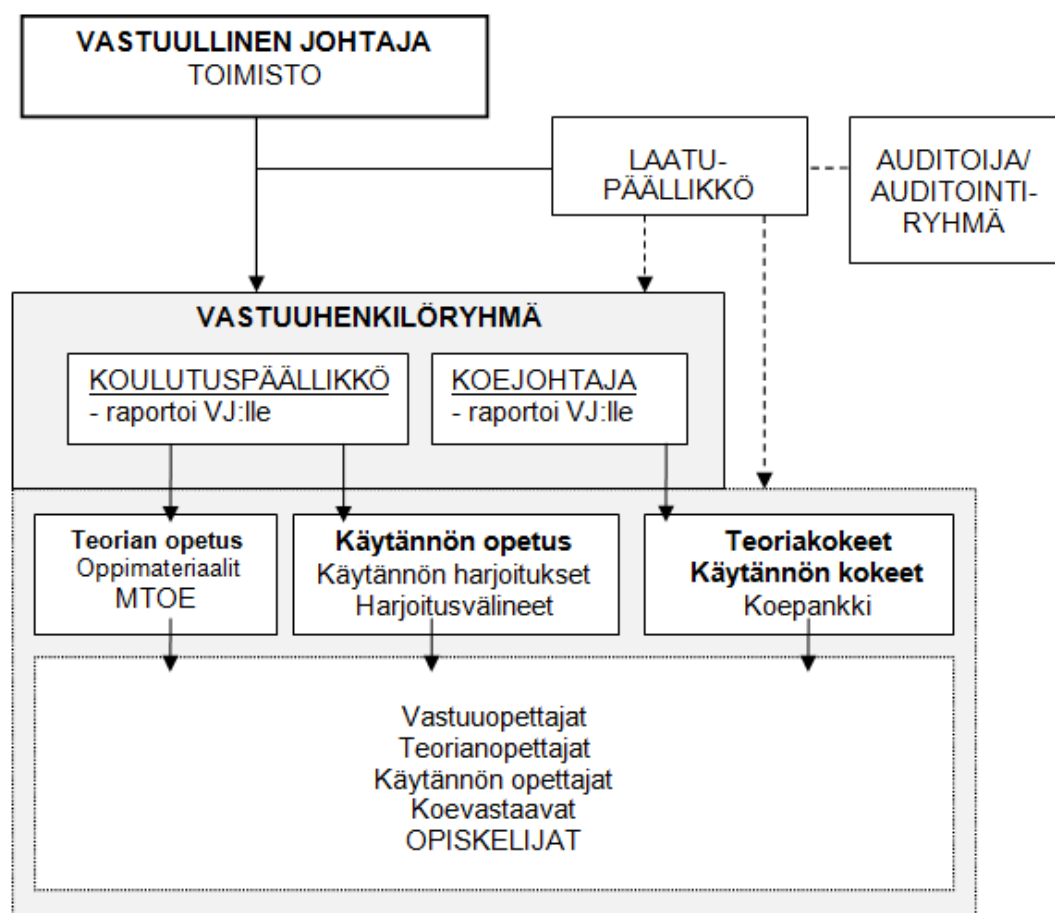 VASTUULLINEN JOHTAJA
TOIMISTO
LAATU-
PÄÄLLIKKÖ
AUDITOIJA/
AUDITOINTI-
RYHMÄ
VASTUUHENKILÖRYHMÄ
KOULUTUSPÄÄLLIKKÖ
- raportoi VJ:lle
KOEJOHTAJA
- raportoi VJ:lle
Teorian opetus
Oppimateriaalit
MTOE
Käytännön opetus
Käytännön harjoitukset
Harjoitusvälineet
Teoriakokeet
Käytännön kokeet
Koepankki
Vastuuopettajat
Teorianopettajat
Käytännön opettajat
Koevastaavat
OPISKELIJAT